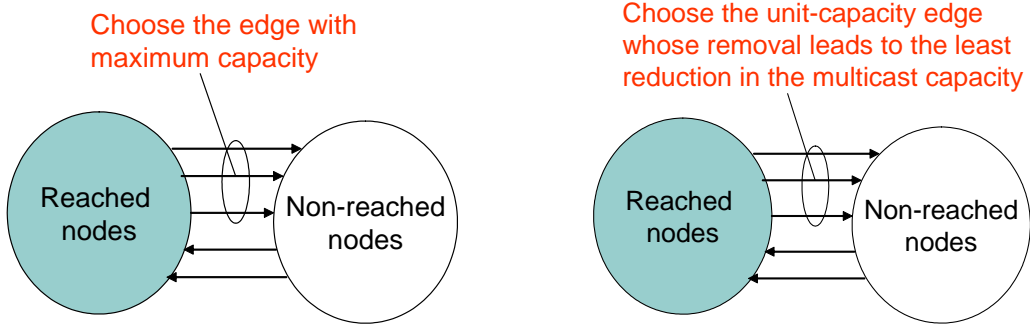 Choose the edge with
maximum capacity
Reached
nodes
Non-reached
nodes
Choose the unit-capacity edge
whose removal leads to the least
reduction in the multicast capacity
Reached
nodes
Non-reached
nodes